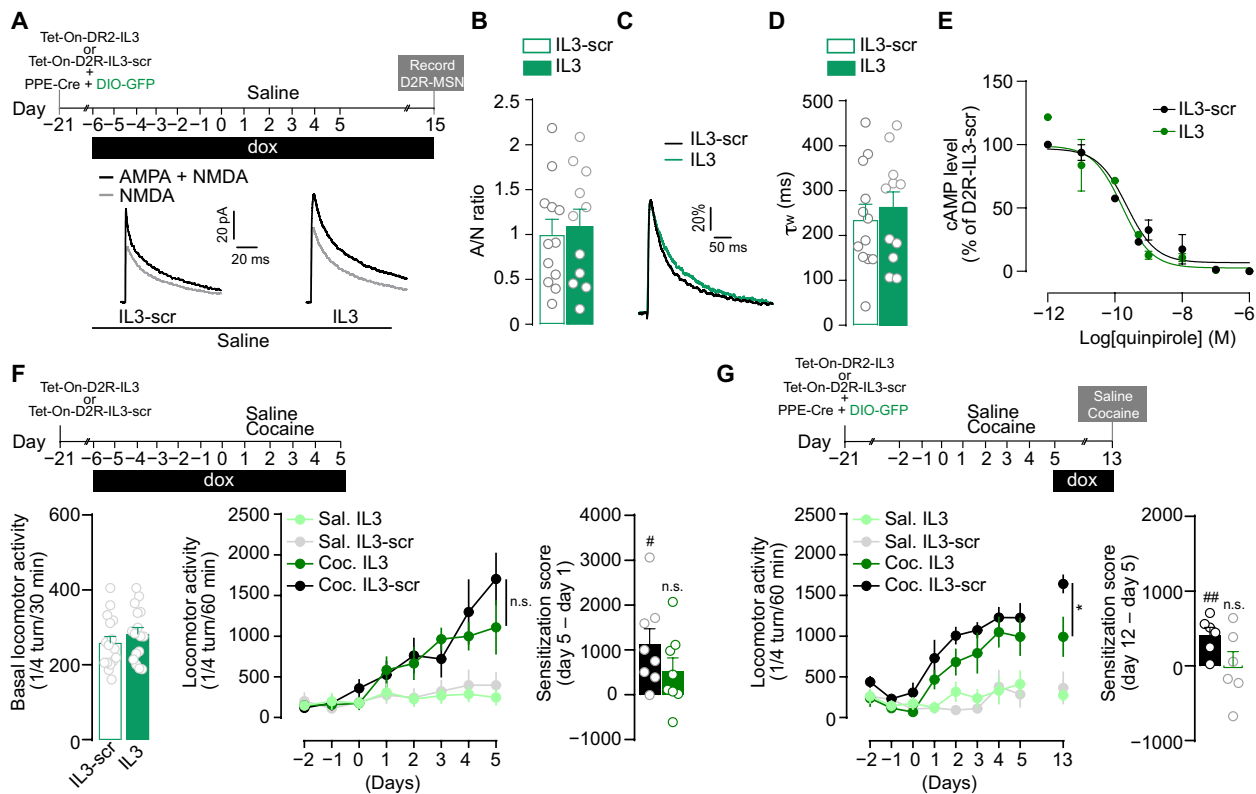 A
Tet-On-DR2-IL3
or
Tet-On-D2R-IL3-scr
+
PPE-Cre + DIO-GFP
Record
D2R-MSN
Saline
Day
−21 −6 −5 −4 −3 −2 −1 0 1 2 3 4 5 15
dox
AMPA + NMDA
NMDA
20 pA
20 ms
IL3-scr IL3
Saline
B
IL3-scr
IL3
A/N ratio
2.5
2
1.5
1
0.5
0
C
IL3-scr
IL3
20%
50 ms
D
IL3-scr
IL3
τw (ms)
500
400
300
200
100
0
E
cAMP level
(% of D2R-IL3-scr)
150
100
50
0
IL3-scr
IL3
−12 −10 −8 −6
Log[quinpirole] (M)
F
Tet-On-D2R-IL3
or
Tet-On-D2R-IL3-scr
Saline
Cocaine
Day
−21 −6 −5 −4 −3 −2 −1 0 1 2 3 4 5
dox
Basal locomotor activity
(1/4 turn/30 min)
600
400
200
0
IL3-scr IL3
Locomotor activity
(1/4 turn/60 min)
2500
2000
1500
1000
500
0
Sal. IL3
Sal. IL3-scr
Coc. IL3
Coc. IL3-scr
n.s.
−2 −1 0 1 2 3 4 5
(Days)
Sensitization score
(day 5 – day 1)
4000
3000
2000
1000
0
−1000
#
n.s.
G
Tet-On-DR2-IL3
or
Tet-On-D2R-IL3-scr
+
PPE-Cre + DIO-GFP
Saline
Cocaine
Saline
Cocaine
Day
−21 −2 −1 0 1 2 3 4 5 13
dox
Locomotor activity
(1/4 turn/60 min)
2500
2000
1500
1000
500
0
Sal. IL3
Sal. IL3-scr
Coc. IL3
Coc. IL3-scr
*
−2 −1 0 1 2 3 4 5 13
(Days)
Sensitization score
(day 12 – day 5)
2000
1000
0
−1000
##
n.s.